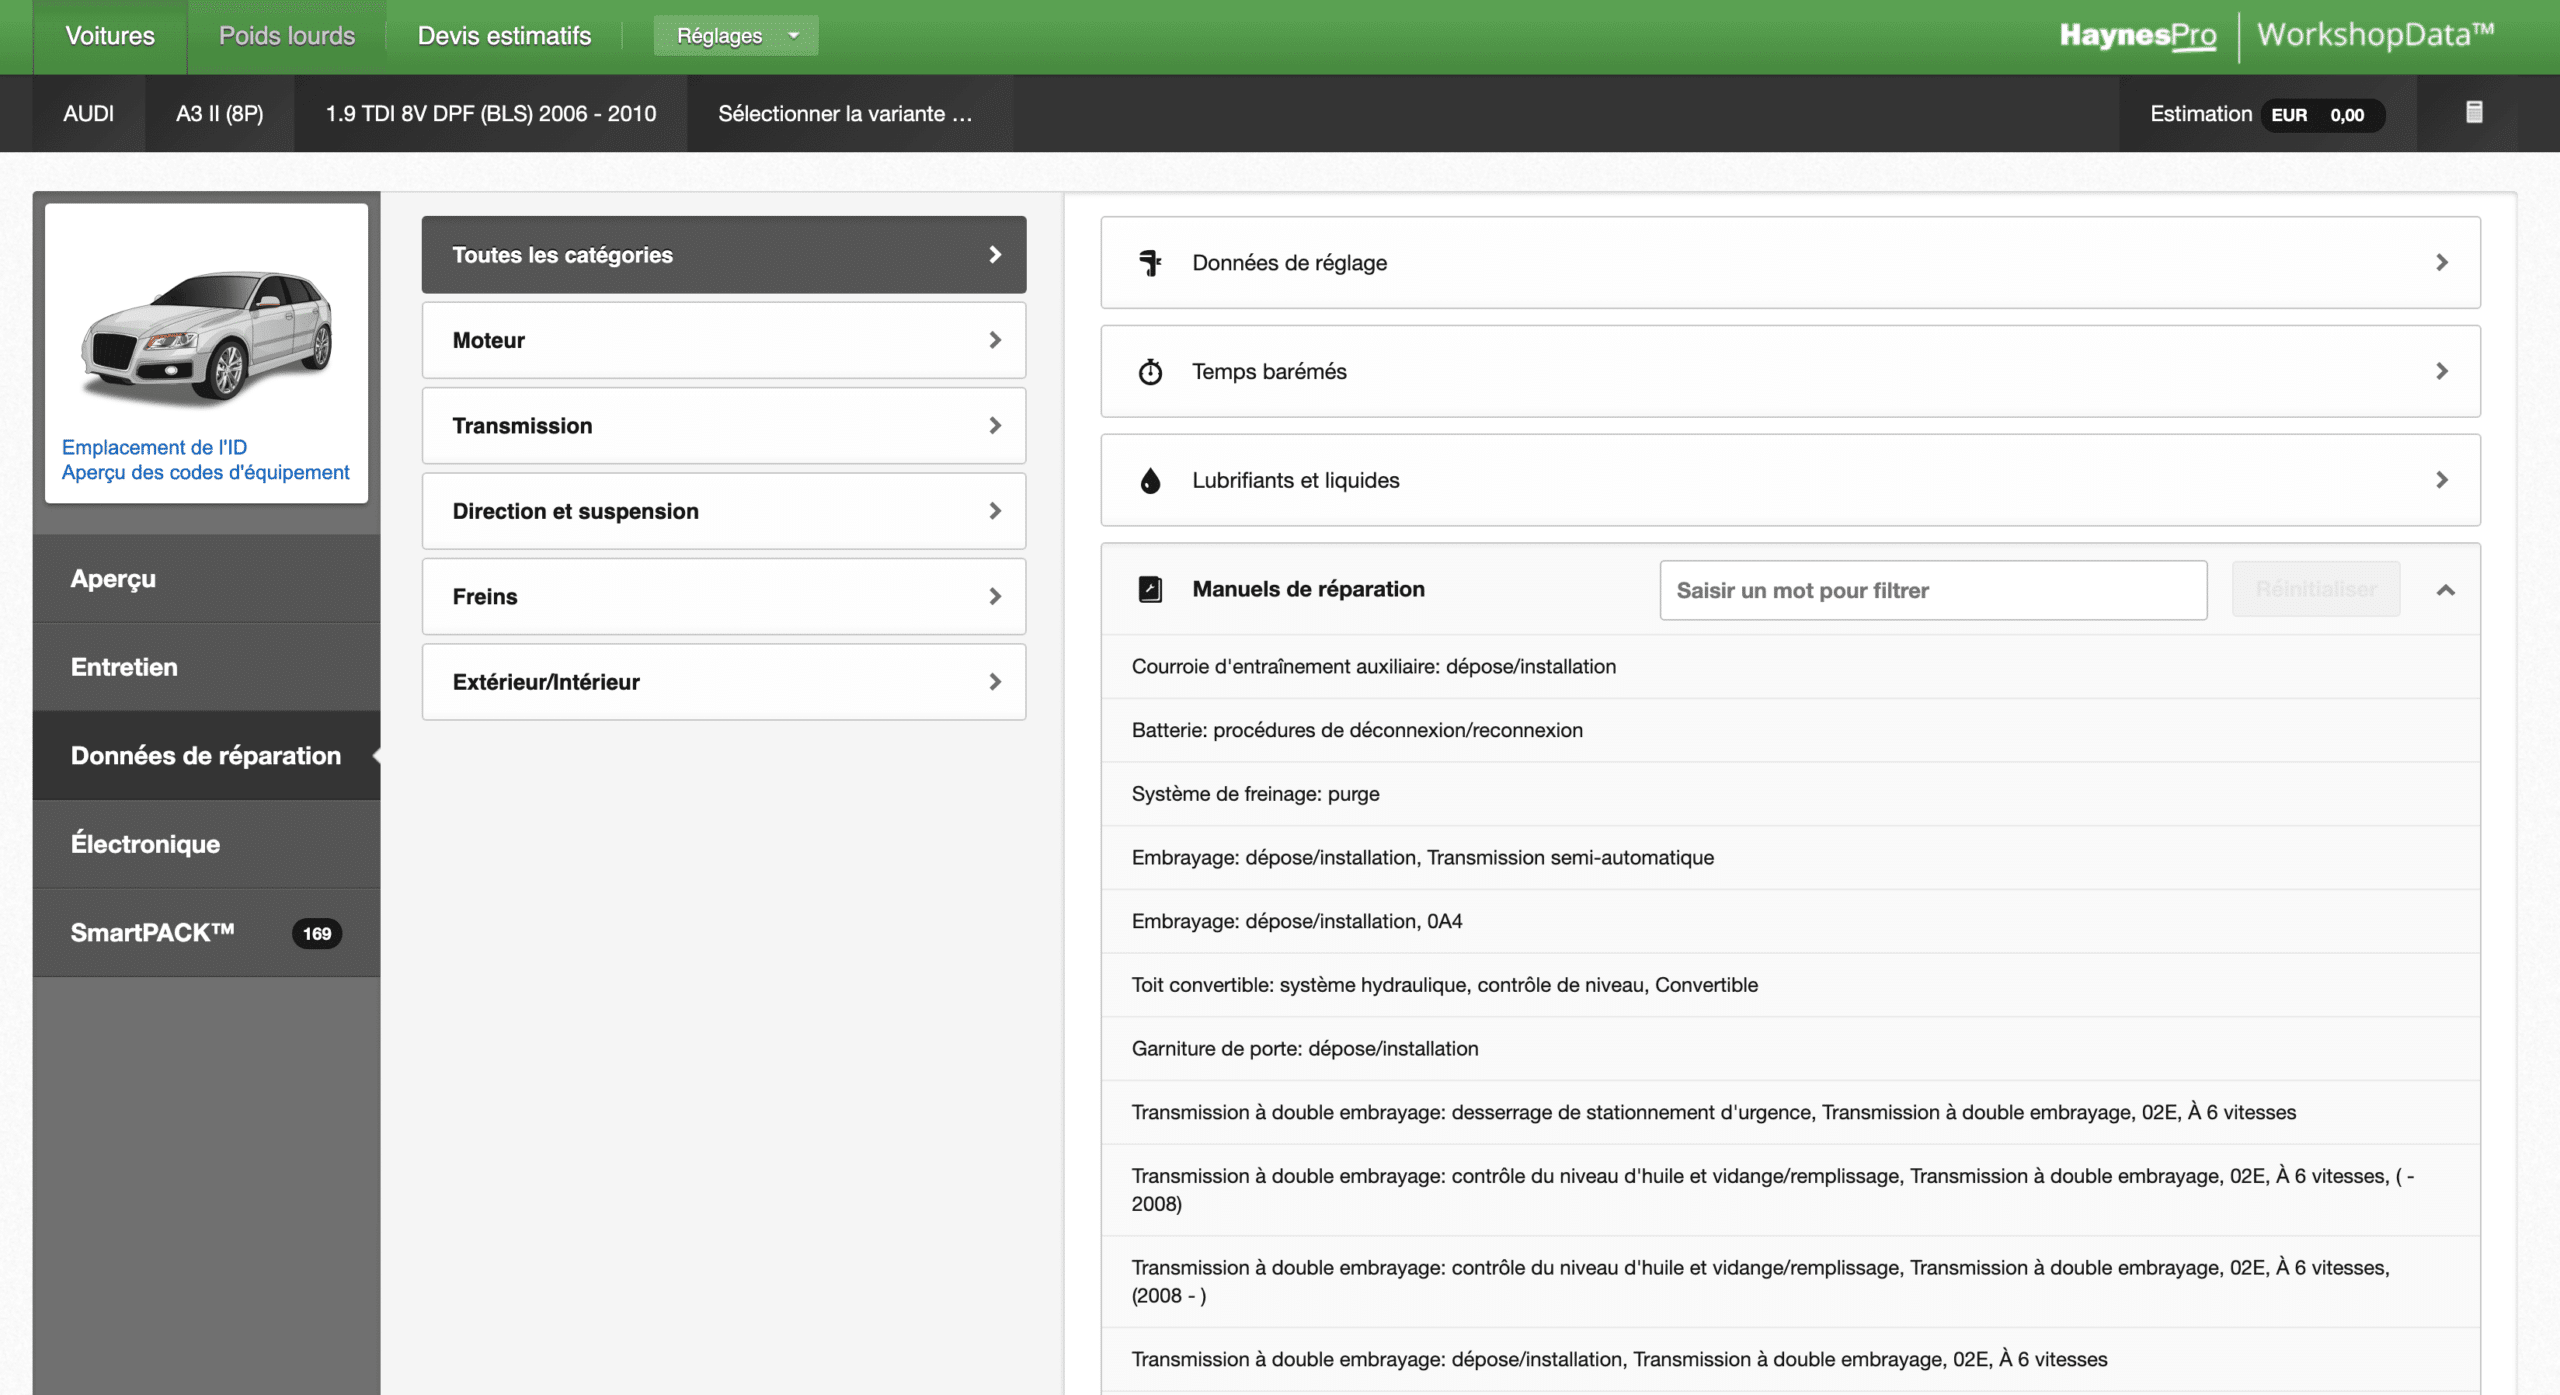 Voitures
Poids lourds
Devis estimatifs
Réglages
HaynesPro
WorkshopData™
AUDI
A3 II (8P)
1.9 TDI 8V DPF (BLS) 2006 - 2010
Sélectionner la variante ...
Estimation
EUR 0,00
Emplacement de l'ID
Aperçu des codes d'équipement
Aperçu
Entretien
Données de réparation
Électronique
SmartPACK™
169
Toutes les catégories
Moteur
Transmission
Direction et suspension
Freins
Extérieur/Intérieur
Données de réglage
Temps barémés
Lubrifiants et liquides
Manuels de réparation
Saisir un mot pour filtrer
Réinitialiser
Courroie d'entraînement auxiliaire: dépose/installation
Batterie: procédures de déconnexion/reconnexion
Système de freinage: purge
Embrayage: dépose/installation, Transmission semi-automatique
Embrayage: dépose/installation, 0A4
Toit convertible: système hydraulique, contrôle de niveau, Convertible
Garniture de porte: dépose/installation
Transmission à double embrayage: desserrage de stationnement d'urgence, Transmission à double embrayage, 02E, À 6 vitesses
Transmission à double embrayage: contrôle du niveau d'huile et vidange/remplissage, Transmission à double embrayage, 02E, À 6 vitesses, ( -
2008)
Transmission à double embrayage: contrôle du niveau d'huile et vidange/remplissage, Transmission à double embrayage, 02E, À 6 vitesses,
(2008 - )
Transmission à double embrayage: dépose/installation, Transmission à double embrayage, 02E, À 6 vitesses